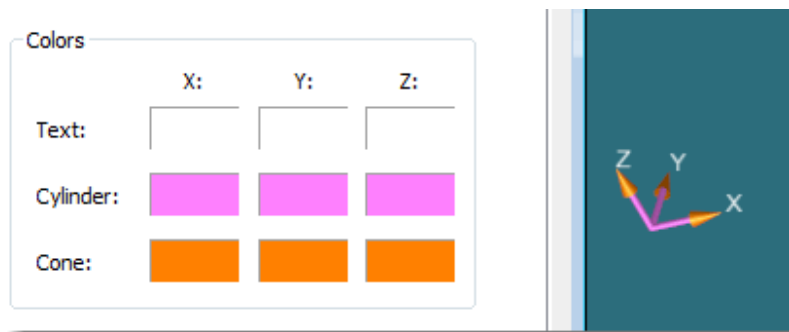 Colors
X: Y: Z:
Text:
Cylinder:
Cone:
Z Y
X